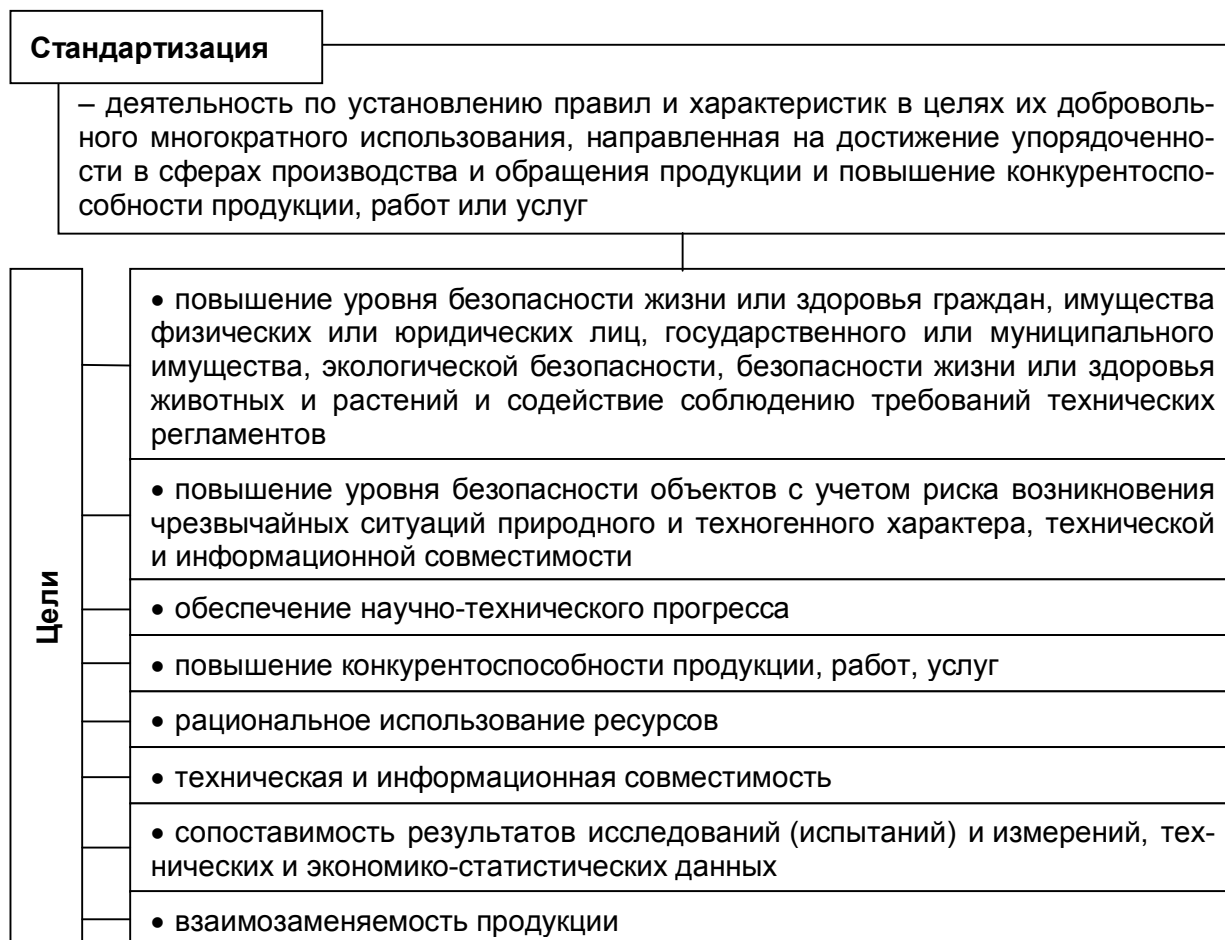 Стандартизация
– деятельность по установлению правил и характеристик в целях их доброволь-
ного многократного использования, направленная на достижение упорядоченно-
сти в сферах производства и обращения продукции и повышение конкурентоспо-
собности продукции, работ или услуг
Цели
• повышение уровня безопасности жизни или здоровья граждан, имущества
физических или юридических лиц, государственного или муниципального
имущества, экологической безопасности, безопасности жизни или здоровья
животных и растений и содействие соблюдению требований технических
регламентов
• повышение уровня безопасности объектов с учетом риска возникновения
чрезвычайных ситуаций природного и техногенного характера, технической
и информационной совместимости
• обеспечение научно-технического прогресса
• повышение конкурентоспособности продукции, работ, услуг
• рациональное использование ресурсов
• техническая и информационная совместимость
• сопоставимость результатов исследований (испытаний) и измерений, тех-
нических и экономико-статистических данных
• взаимозаменяемость продукции